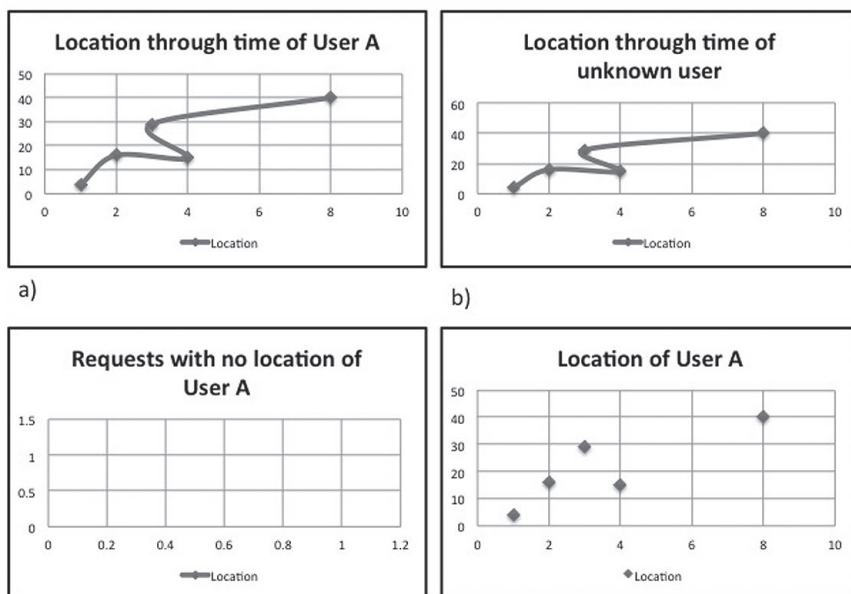 Location through time of User A
50
40
30
20
10
0
0 2 4 6 8 10
Location
a)
Location through time of
unknown user
60
40
20
0
0 2 4 6 8 10
Location
b)
Requests with no location of
User A
1.5
1
0.5
0
0 0.2 0.4 0.6 0.8 1 1.2
Location
Location of User A
50
40
30
20
10
0
0 2 4 6 8 10
Location